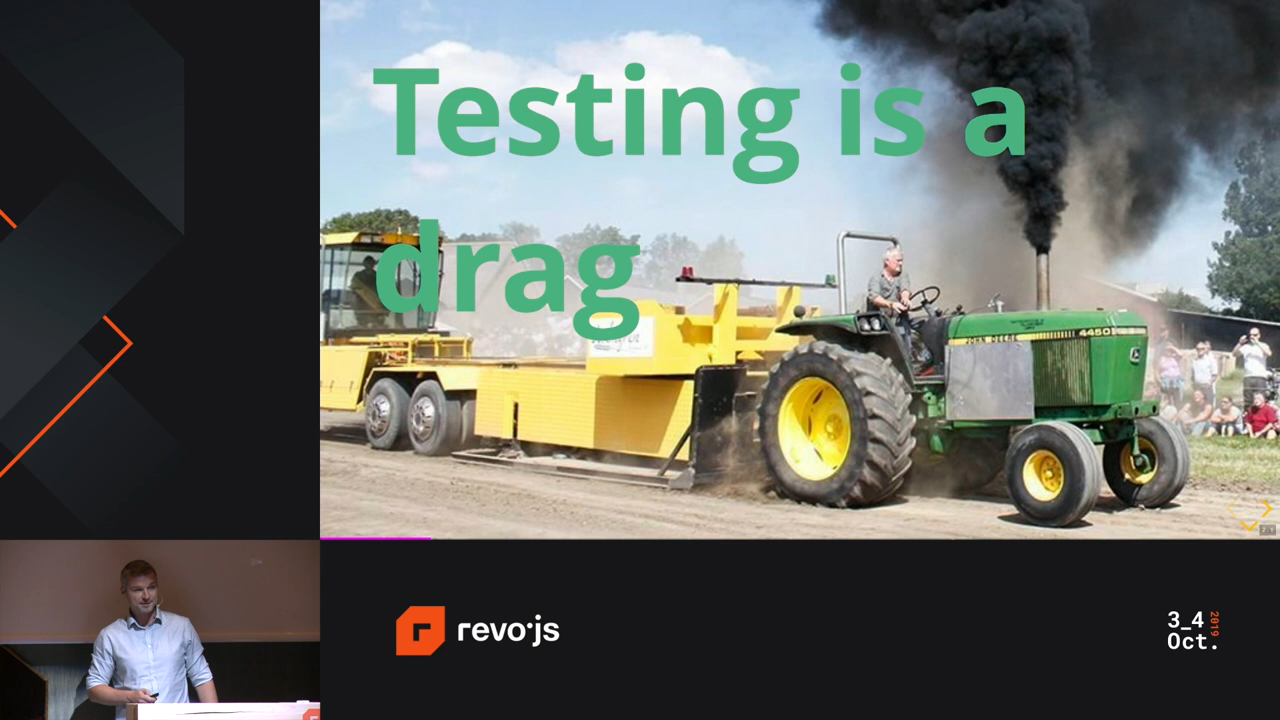 Testing is a
drag
JOHN DEERE
4450
revo·js
3_4
Oct.
2019